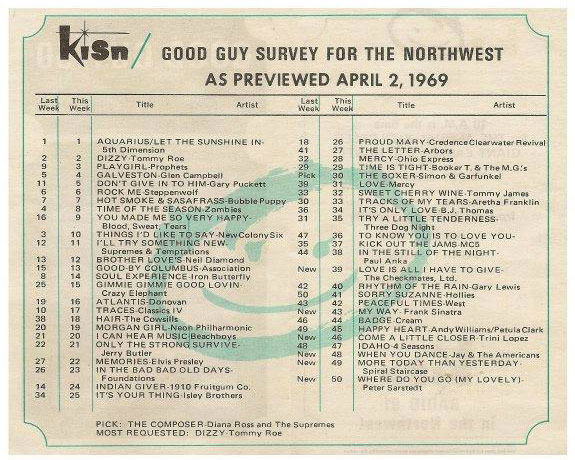 kisn/ GOOD GUY SURVEY FOR THE NORTHWEST
AS PREVIEWED APRIL 2, 1969
Last Week This Week Title Artist
1 1 AQUARIUS/LET THE SUNSHINE IN-
5th Dimension
2 2 DIZZY-Tommy Roe
9 3 PLAYGIRL-Prophets
5 4 GALVESTON-Glen Campbell
11 5 DON'T GIVE IN TO HIM-Gary Puckett
6 6 ROCK ME-Steppenwolf
7 7 HOT SMOKE & SASAFRASS-Bubble Puppy
4 8 TIME OF THE SEASON-Zombies
16 9 YOU MADE ME SO VERY HAPPY-
Blood, Sweat, Tears
3 10 THINGS I'D LIKE TO SAY-New Colony Six
12 11 I'LL TRY SOMETHING NEW-
Supremes & Temptations
13 12 BROTHER LOVE'S-Neil Diamond
15 13 GOOD-BY COLUMBUS-Association
8 14 SOUL EXPERIENCE-Iron Butterfly
25 15 GIMMIE GIMMIE GOOD LOVIN-
Crazy Elephant
19 16 ATLANTIS-Donovan
10 17 TRACES-Classics IV
38 18 HAIR-The Cowsills
20 19 MORGAN GIRL-Neon Philharmonic
21 20 I CAN HEAR MUSIC/Beachboys
22 21 ONLY THE STRONG SURVIVE-
Jerry Butler
27 22 MEMORIES-Elvis Presley
26 23 IN THE BAD BAD OLD DAYS-
Foundations
14 24 INDIAN GIVER-1910 Fruitgum Co.
34 25 IT'S YOUR THING-Isley Brothers
Last Week This Week Title Artist
18 26 PROUD MARY-Credence Clearwater Revival
41 27 THE LETTER-Arbors
32 28 MERCY-Ohio Express
29 29 TIME IS TIGHT-Booker T. & The M.G.'s
Pick 30 THE BOXER-Simon & Garfunkel
39 31 LOVE-Mercy
33 32 SWEET CHERRY WINE-Tommy James
30 33 TRACKS OF MY TEARS-Aretha Franklin
36 34 IT'S ONLY LOVE-B.J. Thomas
31 35 TRY A LITTLE TENDERNESS-
Three Dog Night
47 36 TO KNOW YOU IS TO LOVE YOU-
35 37 KICK OUT THE JAMS-MC5
44 38 IN THE STILL OF THE NIGHT-
Paul Anka
New 39 LOVE IS ALL I HAVE TO GIVE-
The Checkmates, Ltd.
42 40 RHYTHM OF THE RAIN-Gary Lewis
50 41 SORRY SUZANNE-Hollies
43 42 PEACEFUL TIMES-West
New 43 MY WAY-Frank Sinatra
46 44 BADGE-Cream
49 45 HAPPY HEART-Andy Williams/Petula Clark
New 46 COME A LITTLE CLOSER-Trini Lopez
48 47 IDAHO-4 Seasons
New 48 WHEN YOU DANCE-Jay & The Americans
New 49 MORE TODAY THAN YESTERDAY-
Spiral Staircase
New 50 WHERE DO YOU GO (MY LOVELY)-
Peter Sarstedt
PICK: THE COMPOSER-Diana Ross and The Supremes
MOST REQUESTED: DIZZY-Tommy Roe